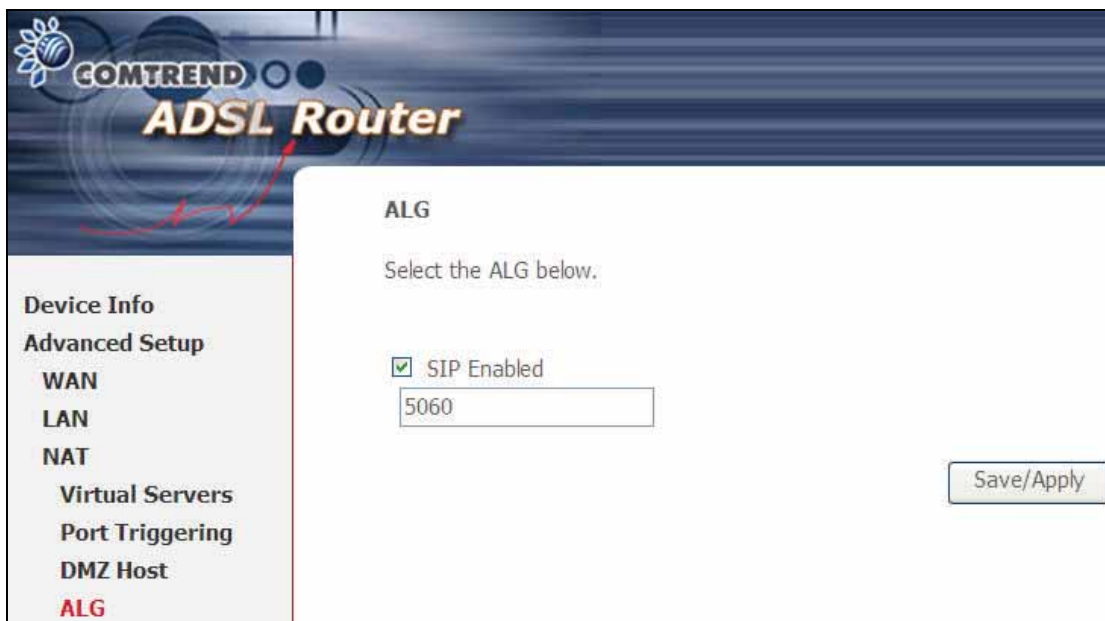 COMTREND
ADSL Router
ALG
Select the ALG below.
SIP Enabled
5060
Save/Apply
Device Info
Advanced Setup
WAN
LAN
NAT
Virtual Servers
Port Triggering
DMZ Host
ALG